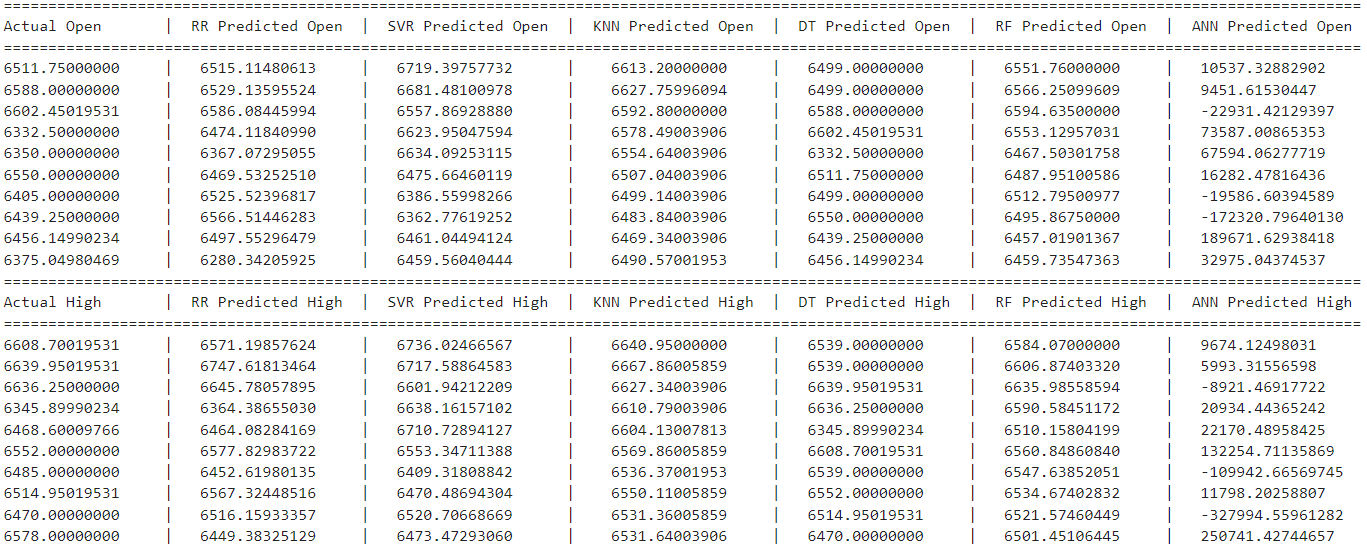 ===========================================================================================================================================================
Actual Open | RR Predicted Open | SVR Predicted Open | KNN Predicted Open | DT Predicted Open | RF Predicted Open | ANN Predicted Open
===========================================================================================================================================================
6511.75000000 | 6515.11480613 | 6719.39757732 | 6613.20000000 | 6499.00000000 | 6551.76000000 | 10537.32882902
6588.00000000 | 6529.13595524 | 6681.48100978 | 6627.75996094 | 6499.00000000 | 6566.25099609 | 9451.61530447
6602.45019531 | 6586.08445994 | 6557.86928880 | 6592.80000000 | 6588.00000000 | 6594.63500000 | -22931.42129397
6332.50000000 | 6474.11840990 | 6623.95047594 | 6578.49003906 | 6602.45019531 | 6553.12957031 | 73587.00865353
6350.00000000 | 6367.07295055 | 6634.09253115 | 6554.64003906 | 6332.50000000 | 6467.50301758 | 67594.06277719
6550.00000000 | 6469.53252510 | 6475.66460119 | 6507.04003906 | 6511.75000000 | 6487.95100586 | 16282.47816436
6405.00000000 | 6525.52396817 | 6386.55998266 | 6499.14003906 | 6499.00000000 | 6512.79500977 | -19586.60394589
6439.25000000 | 6566.51446283 | 6362.77619252 | 6483.84003906 | 6550.00000000 | 6495.86750000 | -172320.79640130
6456.14990234 | 6497.55296479 | 6461.04494124 | 6469.34003906 | 6439.25000000 | 6457.01901367 | 189671.62938418
6375.04980469 | 6280.34205925 | 6459.56040444 | 6490.57001953 | 6456.14990234 | 6459.73547363 | 32975.04374537
===========================================================================================================================================================
Actual High | RR Predicted High | SVR Predicted High | KNN Predicted High | DT Predicted High | RF Predicted High | ANN Predicted High
===========================================================================================================================================================
6608.70019531 | 6571.19857624 | 6736.02466567 | 6640.95000000 | 6539.00000000 | 6584.07000000 | 9674.12498031
6639.95019531 | 6747.61813464 | 6717.58864583 | 6667.86005859 | 6539.00000000 | 6606.87403320 | 5993.31566598
6636.25000000 | 6645.78057895 | 6601.94212209 | 6627.34003906 | 6639.95019531 | 6635.98558594 | -8921.46917722
6345.89990234 | 6364.38655030 | 6638.16157102 | 6610.79003906 | 6636.25000000 | 6590.58451172 | 20934.44365242
6468.60009766 | 6464.08284169 | 6710.72894127 | 6604.13007813 | 6345.89990234 | 6510.15804199 | 22170.48958425
6552.00000000 | 6577.82983722 | 6553.34711388 | 6569.86005859 | 6608.70019531 | 6560.84860840 | 132254.71135869
6485.00000000 | 6452.61980135 | 6409.31808842 | 6536.37001953 | 6539.00000000 | 6547.63852051 | -109942.66569745
6514.95019531 | 6567.32448516 | 6470.48694304 | 6550.11005859 | 6552.00000000 | 6534.67402832 | 11798.20258807
6470.00000000 | 6516.15933357 | 6520.70668669 | 6531.36005859 | 6514.95019531 | 6521.57460449 | -327994.55961282
6578.00000000 | 6449.38325129 | 6473.47293060 | 6531.64003906 | 6470.00000000 | 6501.45106445 | 250741.42744657